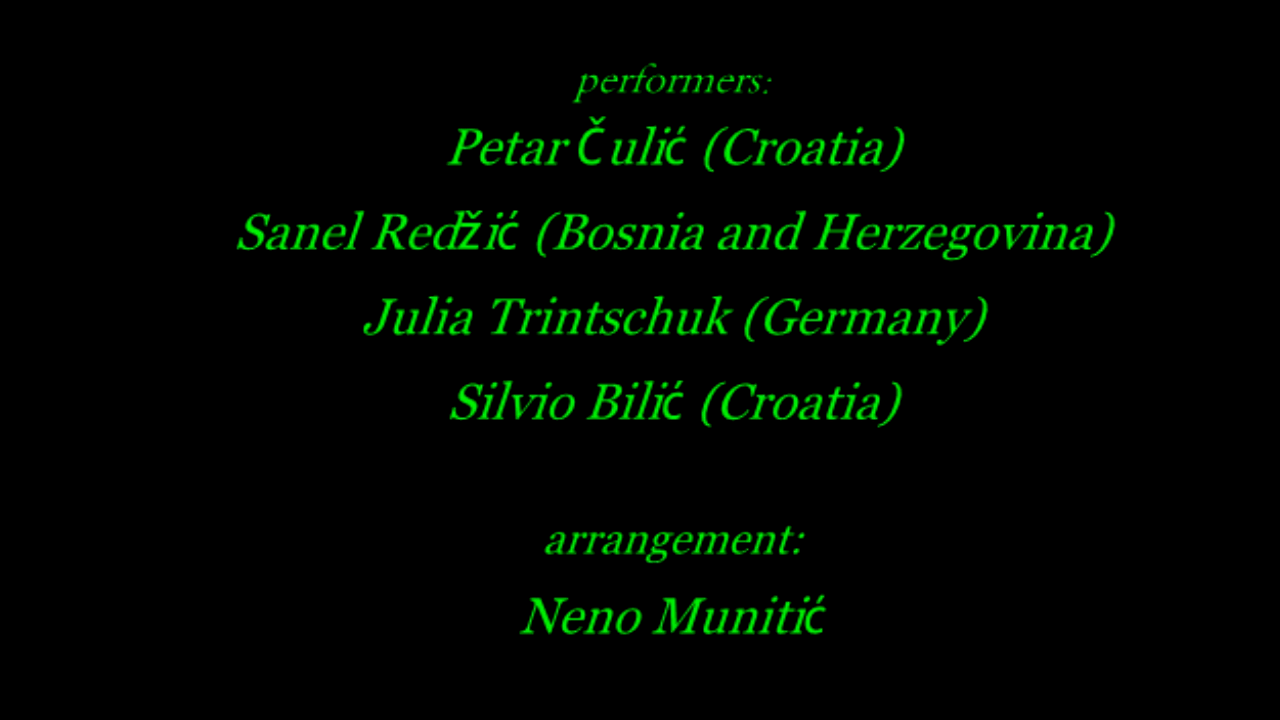 performers:
Petar Čulić (Croatia)
Sanel Redžić (Bosnia and Herzegovina)
Julia Trintschuk (Germany)
Silvio Bilić (Croatia)
arrangement:
Neno Munitić